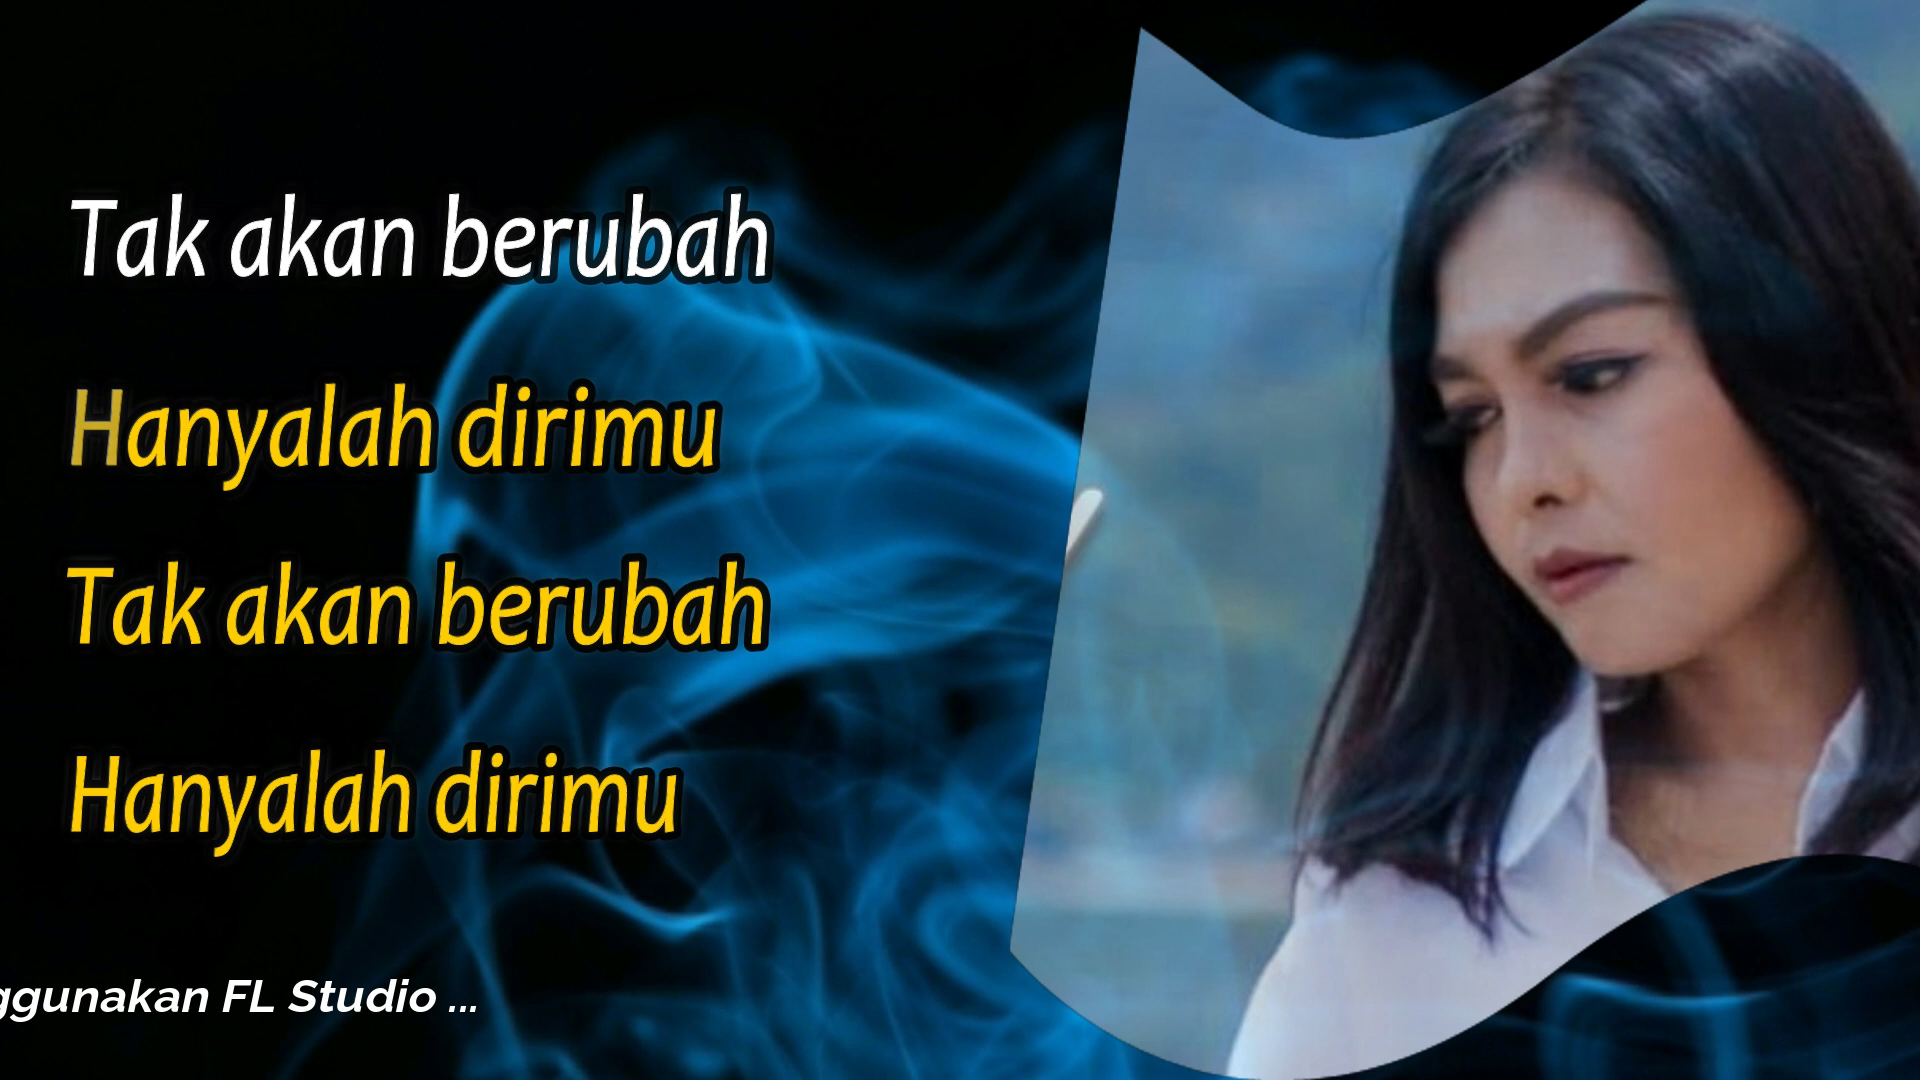 Tak akan berubah
Hanyalah dirimu
Tak akan berubah
Hanyalah dirimu
ggunakan FL Studio ...